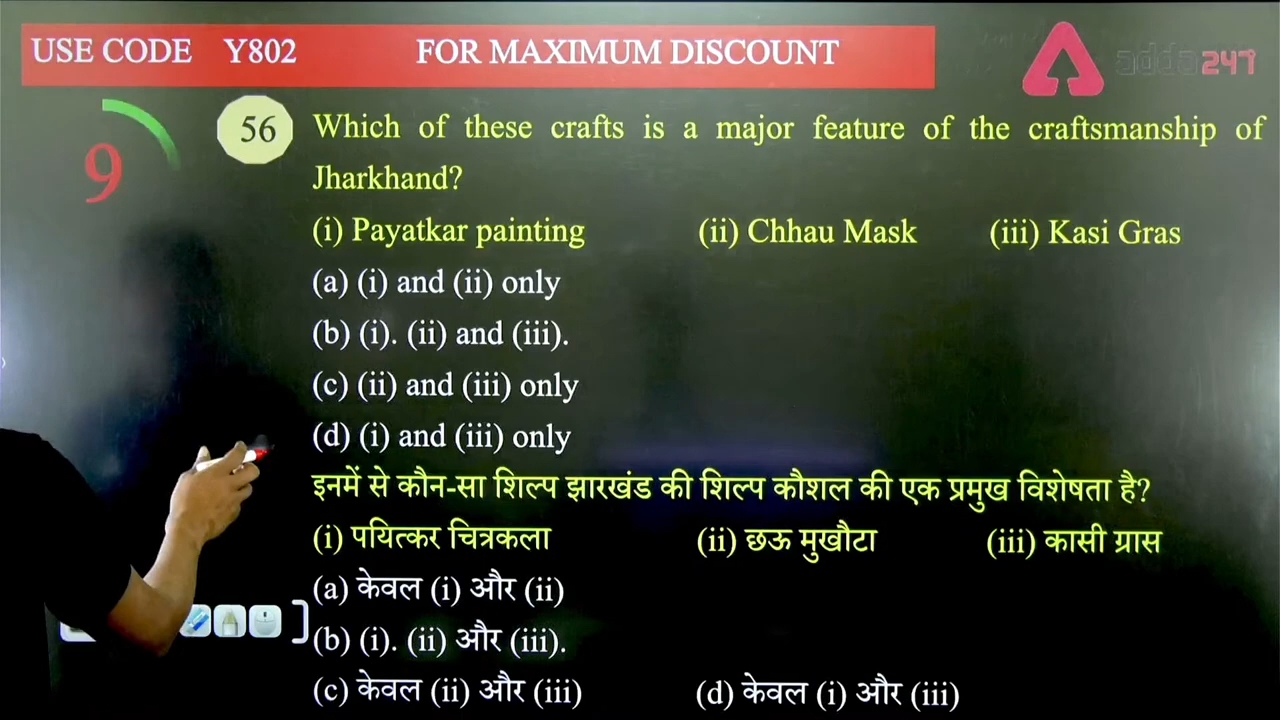 USE CODE Y802 FOR MAXIMUM DISCOUNT
adda247
9
56 Which of these crafts is a major feature of the craftsmanship of
Jharkhand?
(i) Payatkar painting (ii) Chhau Mask (iii) Kasi Gras
(a) (i) and (ii) only
(b) (i). (ii) and (iii).
(c) (ii) and (iii) only
(d) (i) and (iii) only
इनमें से कौन-सा शिल्प झारखंड की शिल्प कौशल की एक प्रमुख विशेषता है?
(i) पयित्कर चित्रकला (ii) छऊ मुखौटा (iii) कासी ग्रास
(a) केवल (i) और (ii)
(b) (i). (ii) और (iii).
(c) केवल (ii) और (iii) (d) केवल (i) और (iii)